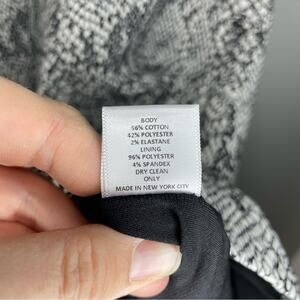 BODY
56% COTTON
42% POLYESTER
2% ELASTANE
LINING
96% POLYESTER
4% SPANDEX
DRY CLEAN
ONLY
MADE IN NEW YORK CITY